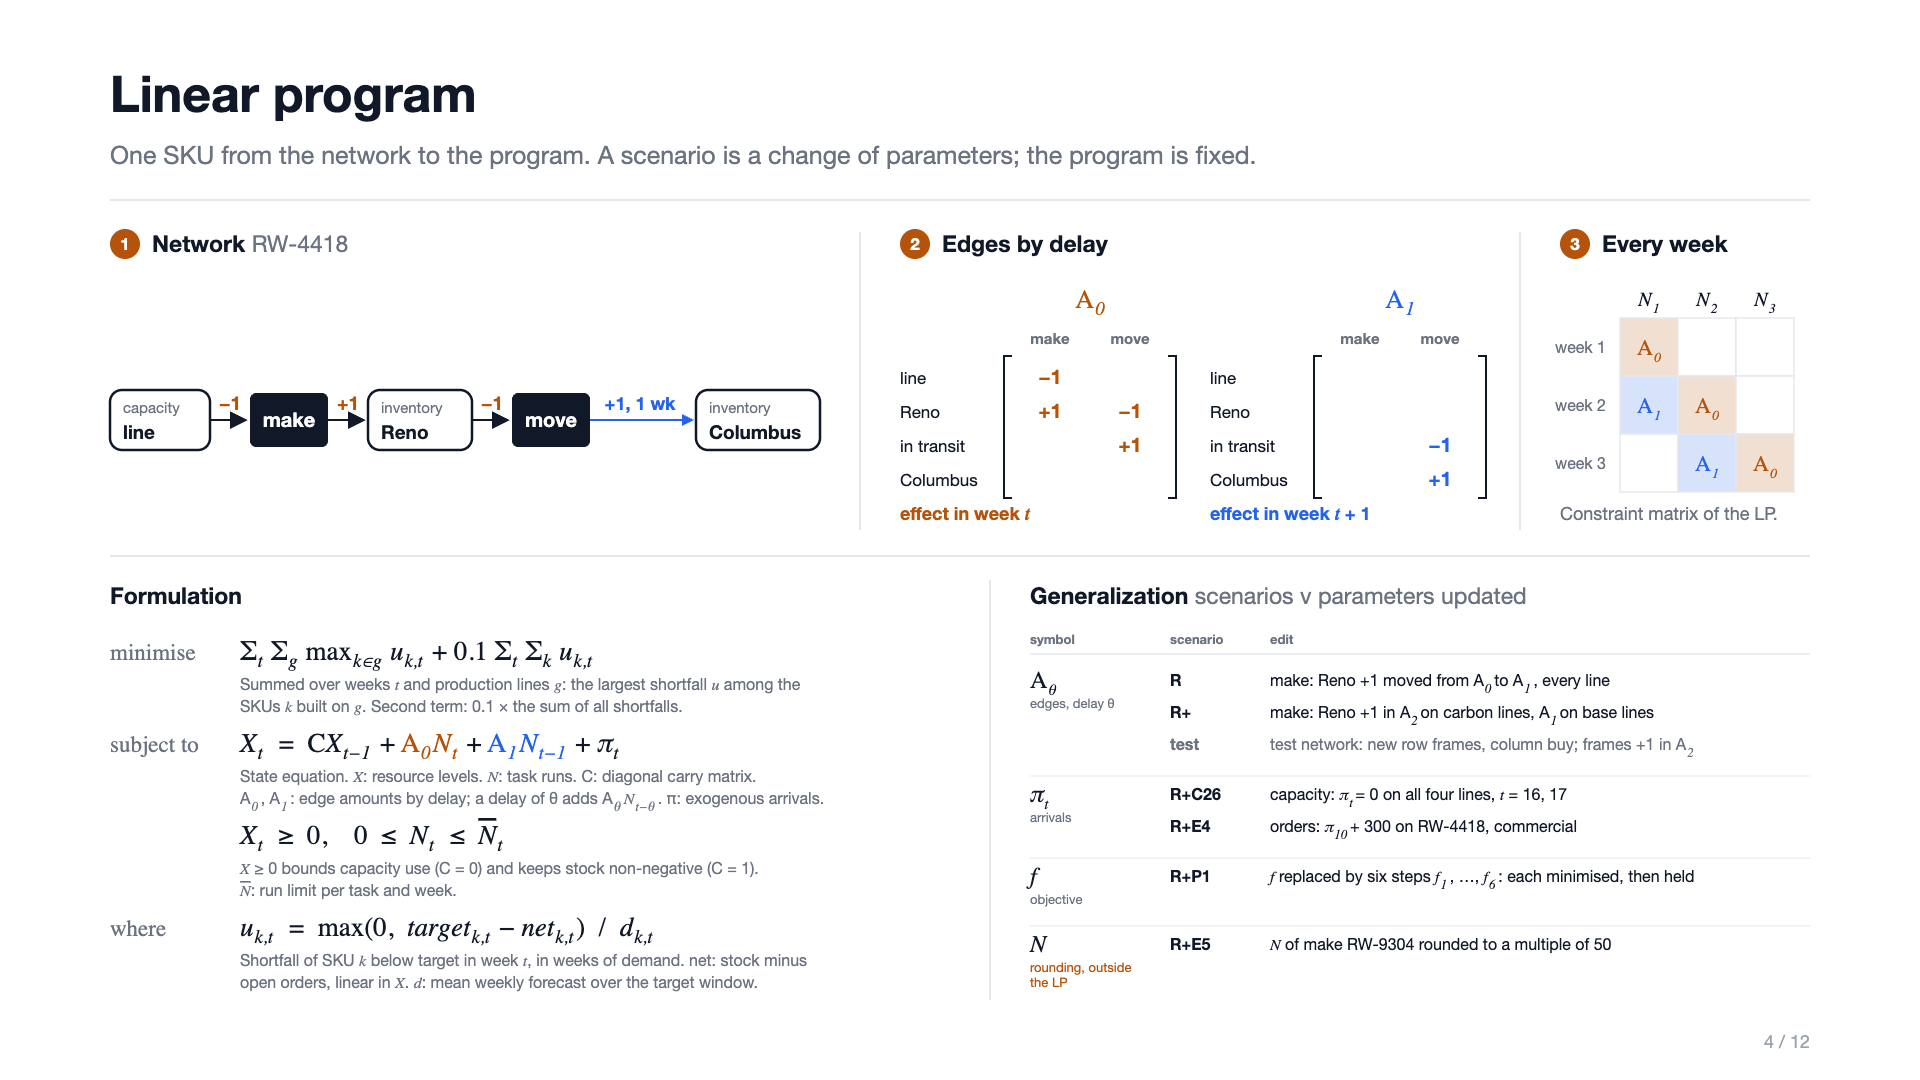 Linear program
One SKU from the network to the program. A scenario is a change of parameters; the program is fixed.
1 Network RW-4418
capacity
line
−1
make
+1
inventory
Reno
−1
move
+1, 1 wk
inventory
Columbus
2 Edges by delay
A0
make move
line −1
Reno +1 −1
in transit +1
Columbus
effect in week t
A1
make move
line
Reno
in transit −1
Columbus +1
effect in week t + 1
3 Every week
N1 N2 N3
week 1 A0
week 2 A1 A0
week 3 A1 A0
Constraint matrix of the LP.
Formulation
minimise Σt Σg maxk∈g uk,t + 0.1 Σt Σk uk,t
Summed over weeks t and production lines g: the largest shortfall u among the
SKUs k built on g. Second term: 0.1 × the sum of all shortfalls.
subject to Xt = CXt−1 + A0Nt + A1Nt−1 + πt
State equation. X: resource levels. N: task runs. C: diagonal carry matrix.
A0, A1: edge amounts by delay; a delay of θ adds AθNt−θ. π: exogenous arrivals.
Xt ≥ 0, 0 ≤ Nt ≤ N̅t
X ≥ 0 bounds capacity use (C = 0) and keeps stock non-negative (C = 1).
N̅: run limit per task and week.
where uk,t = max(0, targetk,t − netk,t) / dk,t
Shortfall of SKU k below target in week t, in weeks of demand. net: stock minus
open orders, linear in X. d: mean weekly forecast over the target window.
Generalization scenarios v parameters updated
symbol scenario edit
Aθ
edges, delay θ
R make: Reno +1 moved from A0 to A1, every line
R+ make: Reno +1 in A2 on carbon lines, A1 on base lines
test test network: new row frames, column buy; frames +1 in A2
πt
arrivals
R+C26 capacity: πt = 0 on all four lines, t = 16, 17
R+E4 orders: π10 + 300 on RW-4418, commercial
f
objective
R+P1 f replaced by six steps f1, …, f6: each minimised, then held
N
rounding, outside
the LP
R+E5 N of make RW-9304 rounded to a multiple of 50
4 / 12